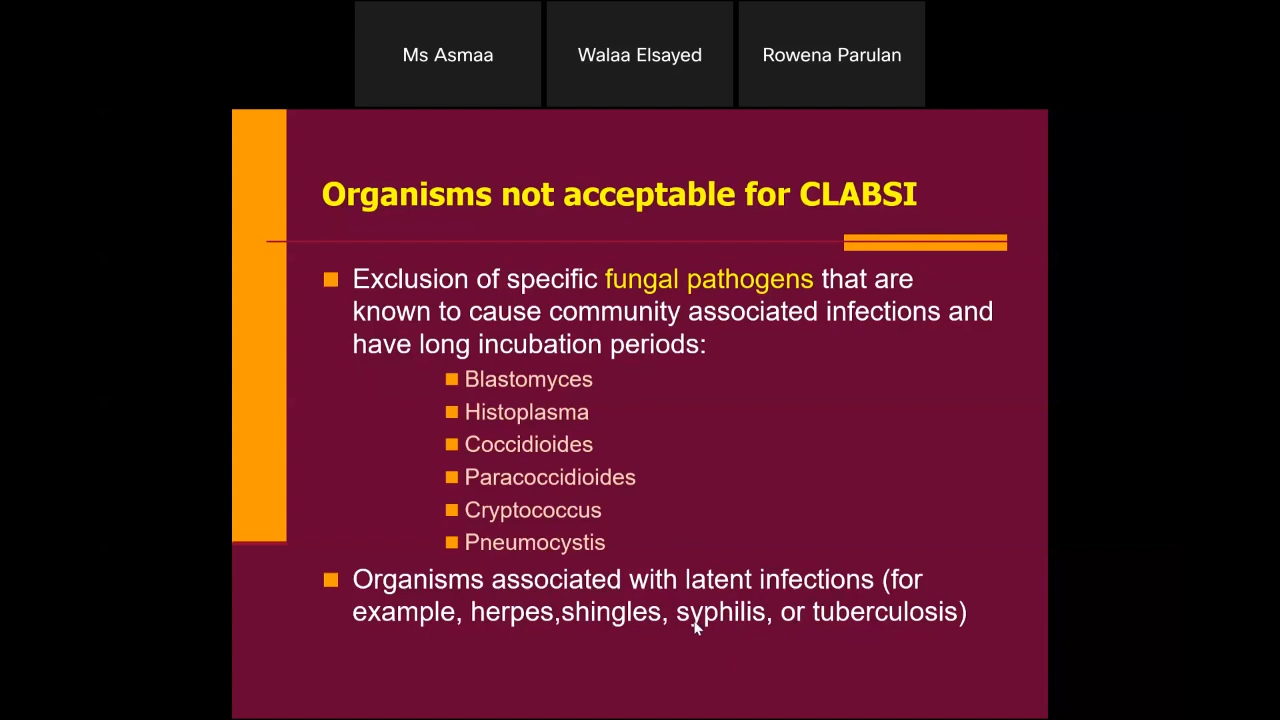 Ms Asmaa
Walaa Elsayed
Rowena Parulan
Organisms not acceptable for CLABSI
Exclusion of specific fungal pathogens that are
known to cause community associated infections and
have long incubation periods:
Blastomyces
Histoplasma
Coccidioides
Paracoccidioides
Cryptococcus
Pneumocystis
Organisms associated with latent infections (for
example, herpes,shingles, syphilis, or tuberculosis)